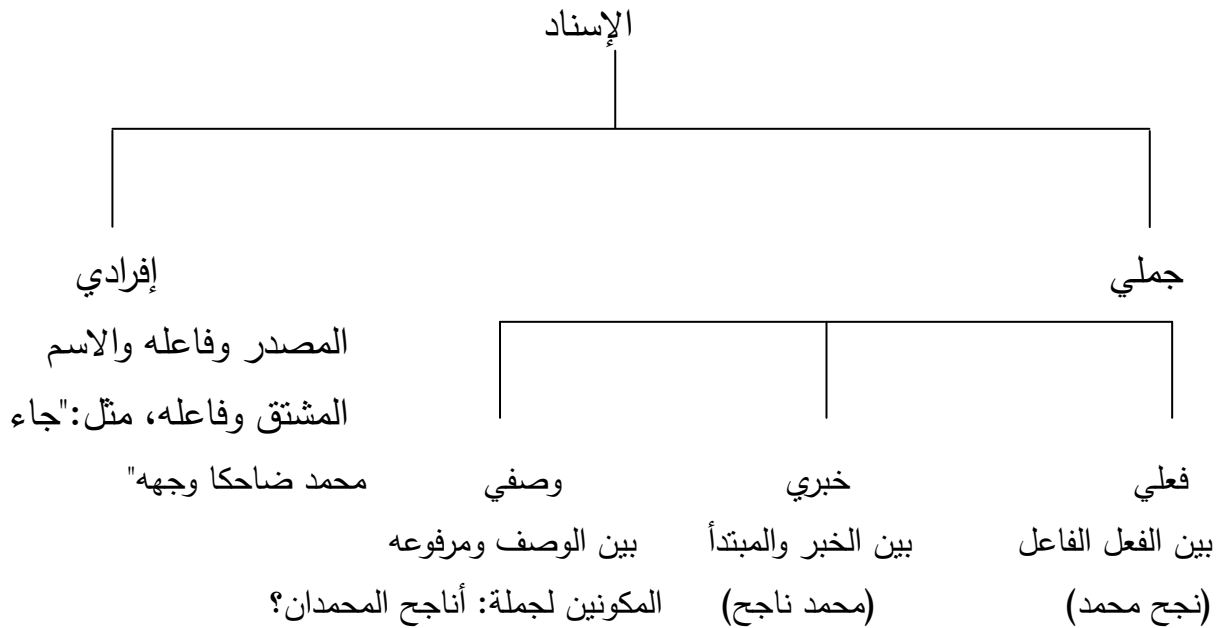 الإسناد
جملي
إفرادي
المصدر وفاعله والاسم
المشتق وفاعله، مثل:"جاء
محمد ضاحكا وجهه"
فعلي
بين الفعل الفاعل
(نجح محمد)
خبري
بين الخبر والمبتدأ
(محمد ناجح)
وصفي
بين الوصف ومرفوعه
المكونين لجملة: أناجح المحمدان؟